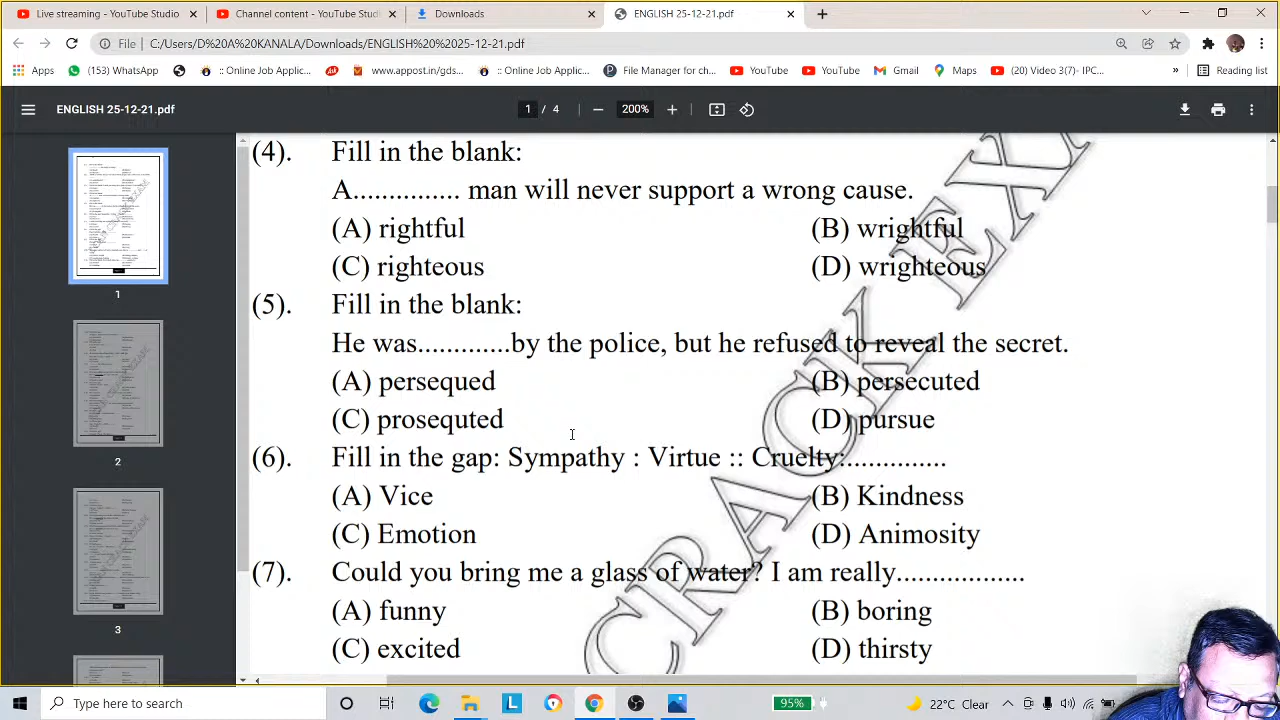 Live streaming - YouTube Studio
Channel content - YouTube Studio
Downloads
ENGLISH 25-12-21.pdf
File | C:/Users/D%20A%20KANALA/Downloads/ENGLISH%20%2025-12-21.pdf
Apps (153) WhatsApp :: Online Job Applic... www.appost.in/gd... :: Online Job Applic... File Manager for ch... YouTube YouTube Gmail Maps (20) Video 3(7)- IPC... » Reading list
ENGLISH 25-12-21.pdf 1 / 4 200%
(4). Fill in the blank:
A.............. man will never support a wrong cause.
(A) rightful (B) wrightful
(C) righteous (D) wrighteous
(5). Fill in the blank:
He was.............by the police, but he refused to reveal the secret.
(A) persequed (B) persecuted
(C) prosequted (D) pursue
(6). Fill in the gap: Sympathy : Virtue :: Cruelty:..............
(A) Vice (B) Kindness
(C) Emotion (D) Animosity
(7). Could you bring me a glass of water? I am really..................
(A) funny (B) boring
(C) excited (D) thirsty
CRACK EX
1
2
3
Type here to search
95%
22°C Clear